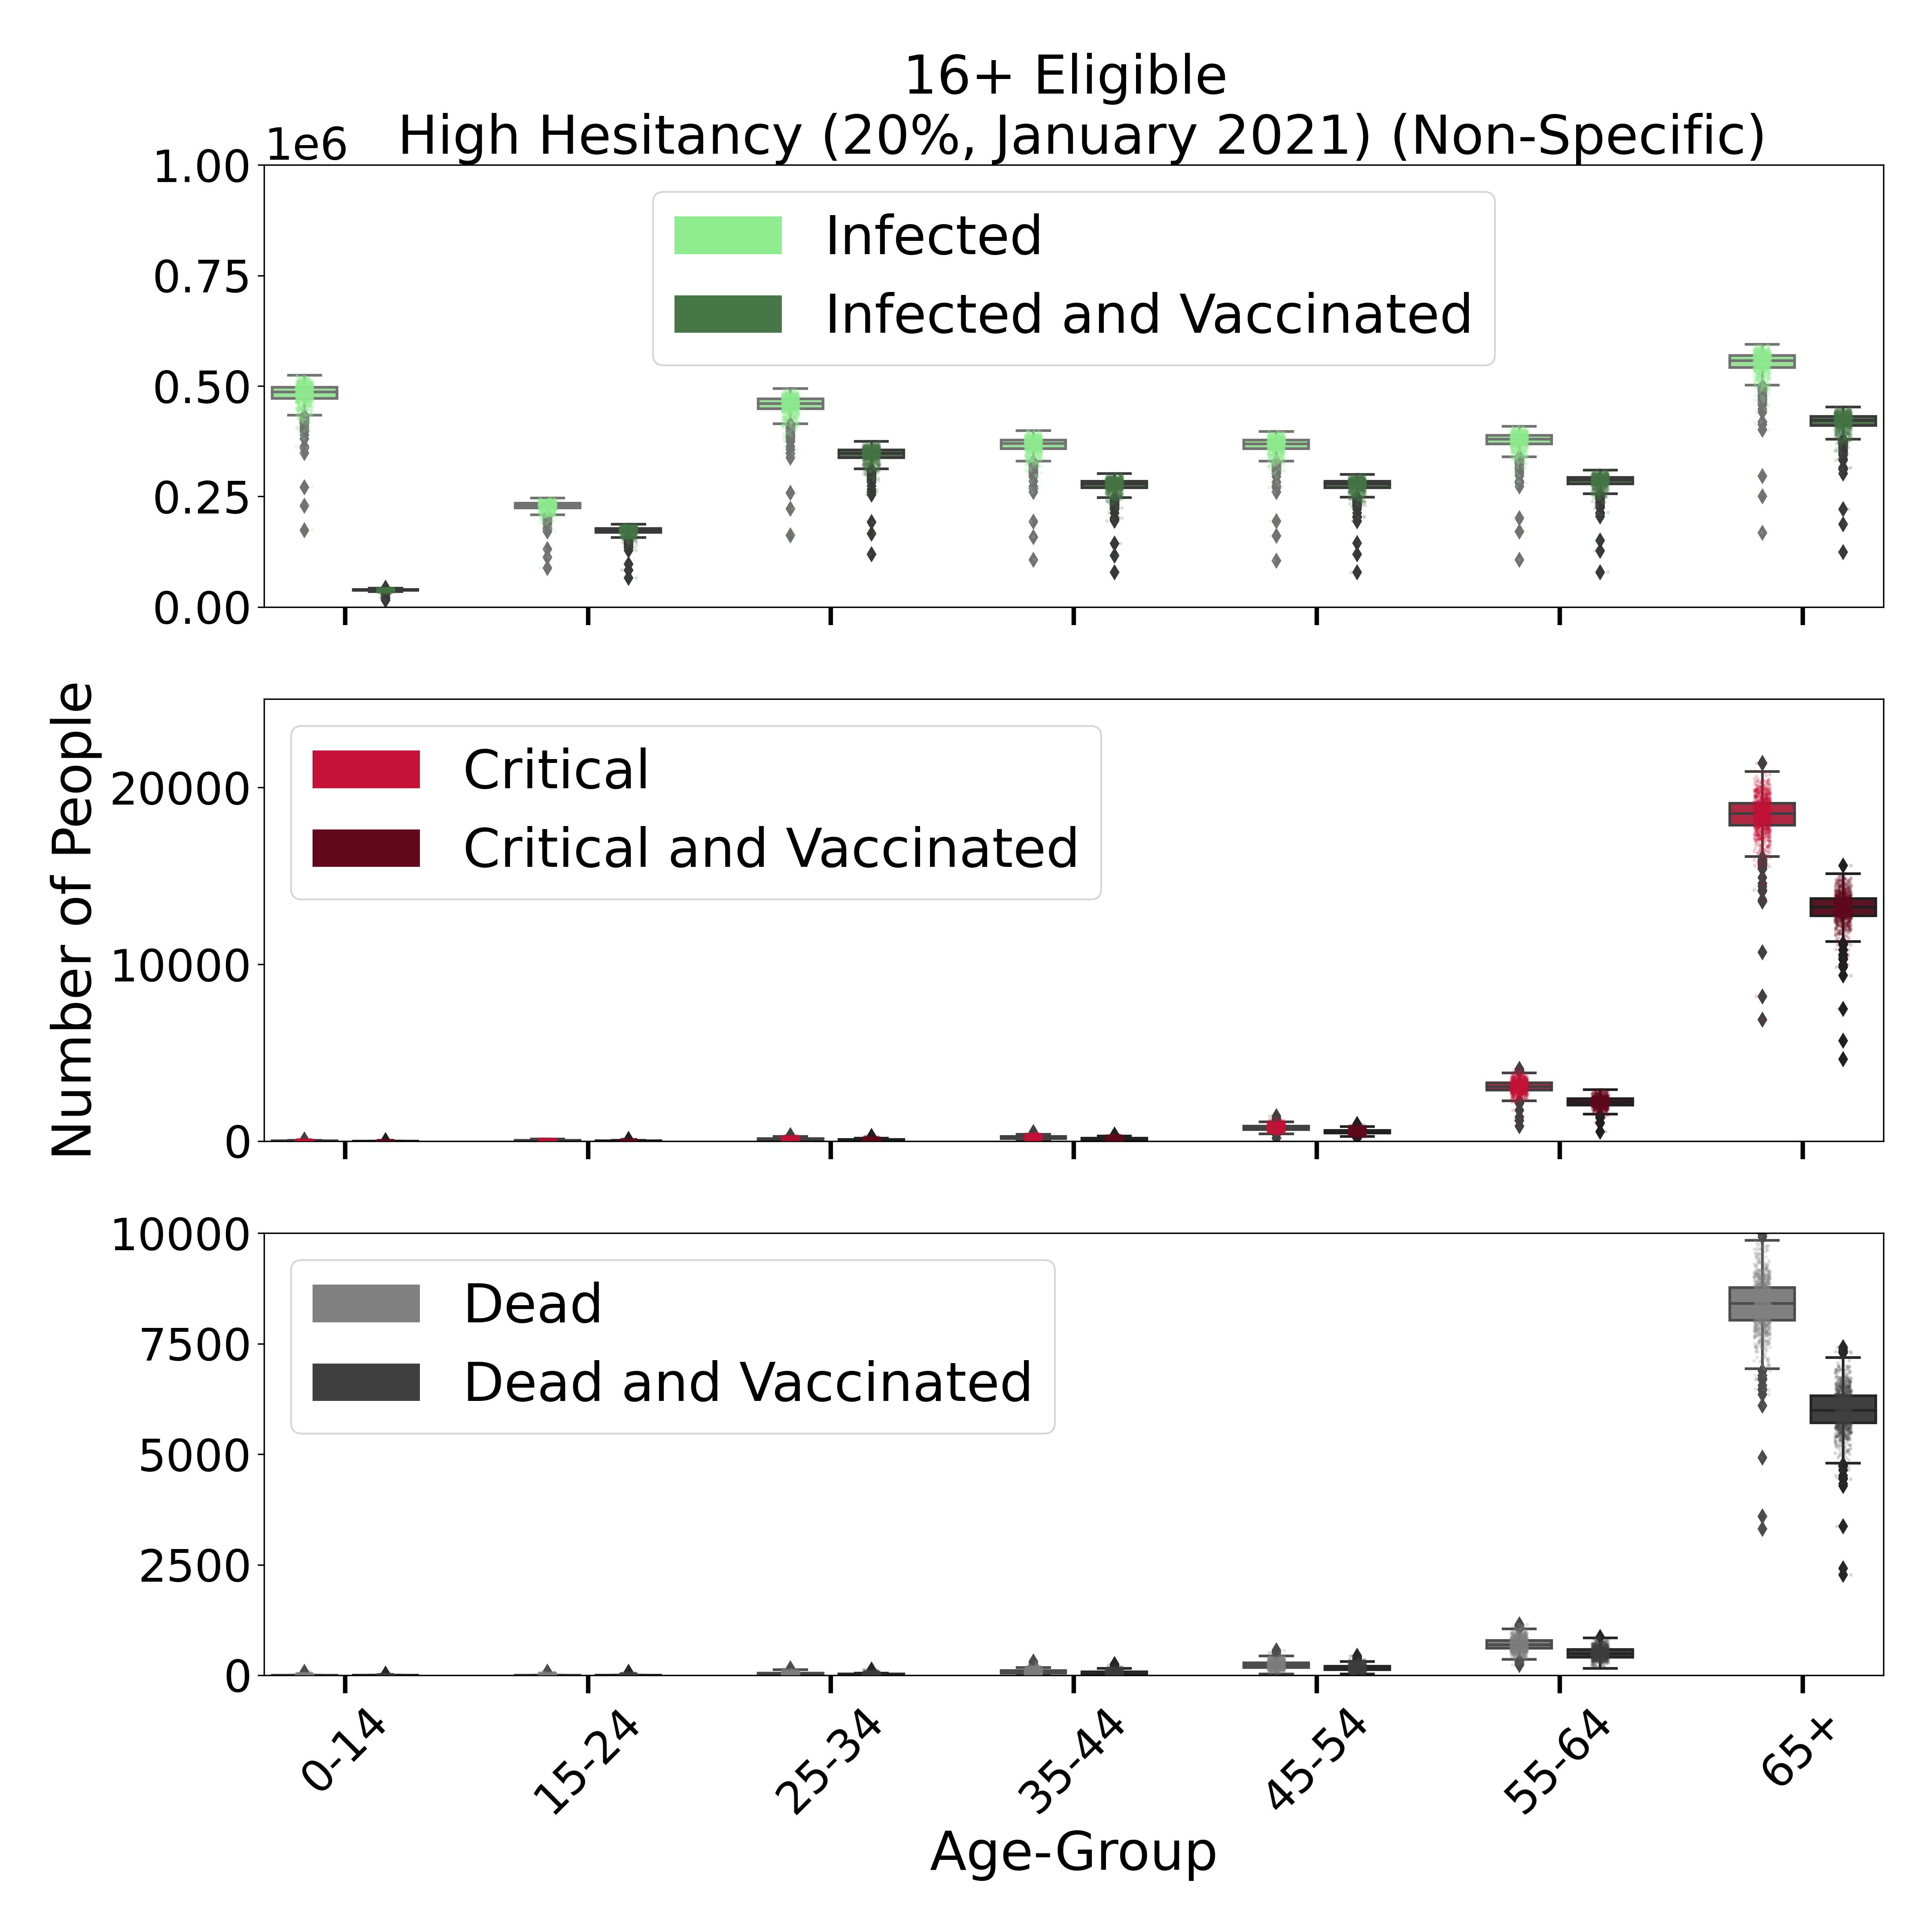 16+ Eligible
High Hesitancy (20%, January 2021) (Non-Specific)
1e6
1.00
0.75
0.50
0.25
0.00
Infected
Infected and Vaccinated
Number of People
20000
10000
0
Critical
Critical and Vaccinated
10000
7500
5000
2500
0
Dead
Dead and Vaccinated
0-14
15-24
25-34
35-44
45-54
55-64
65+
Age-Group